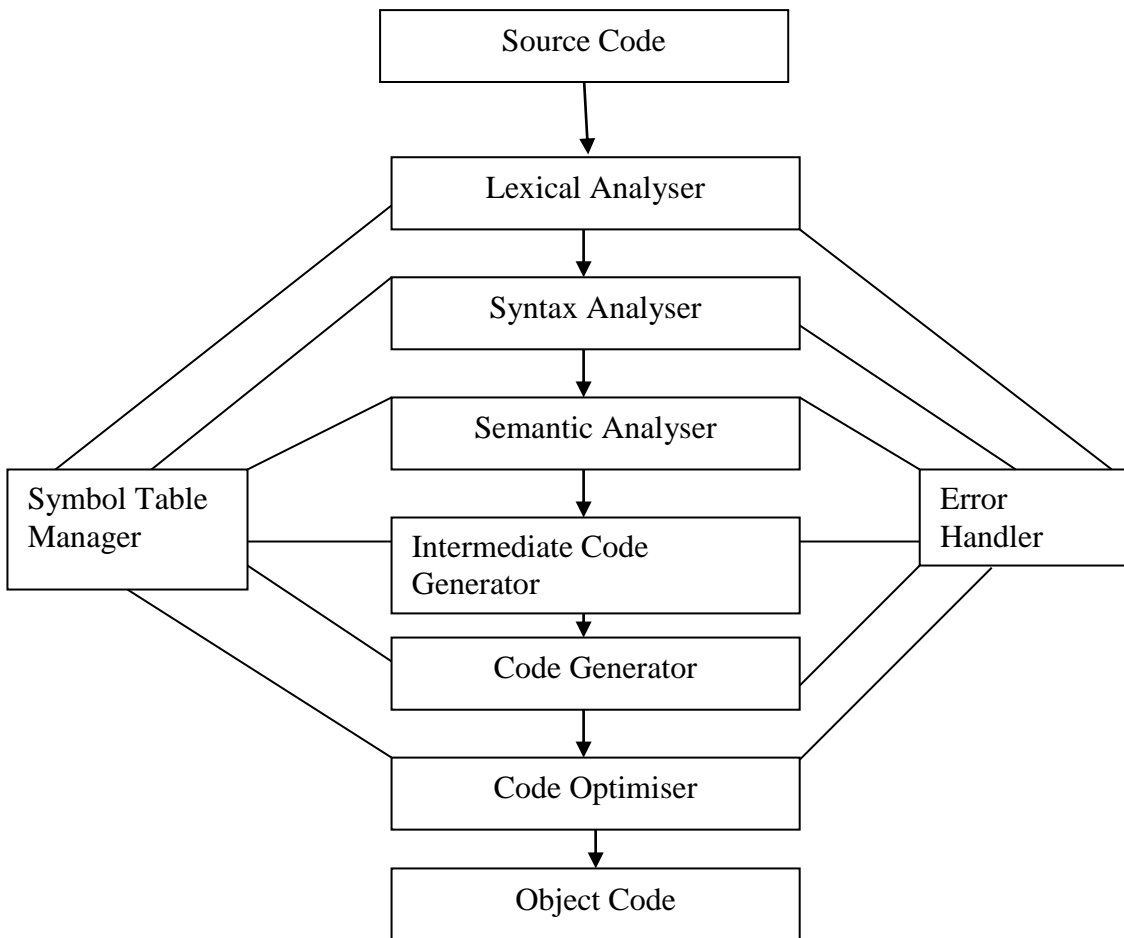 Source Code
Lexical Analyser
Syntax Analyser
Semantic Analyser
Symbol Table
Manager
Error
Handler
Intermediate Code
Generator
Code Generator
Code Optimiser
Object Code